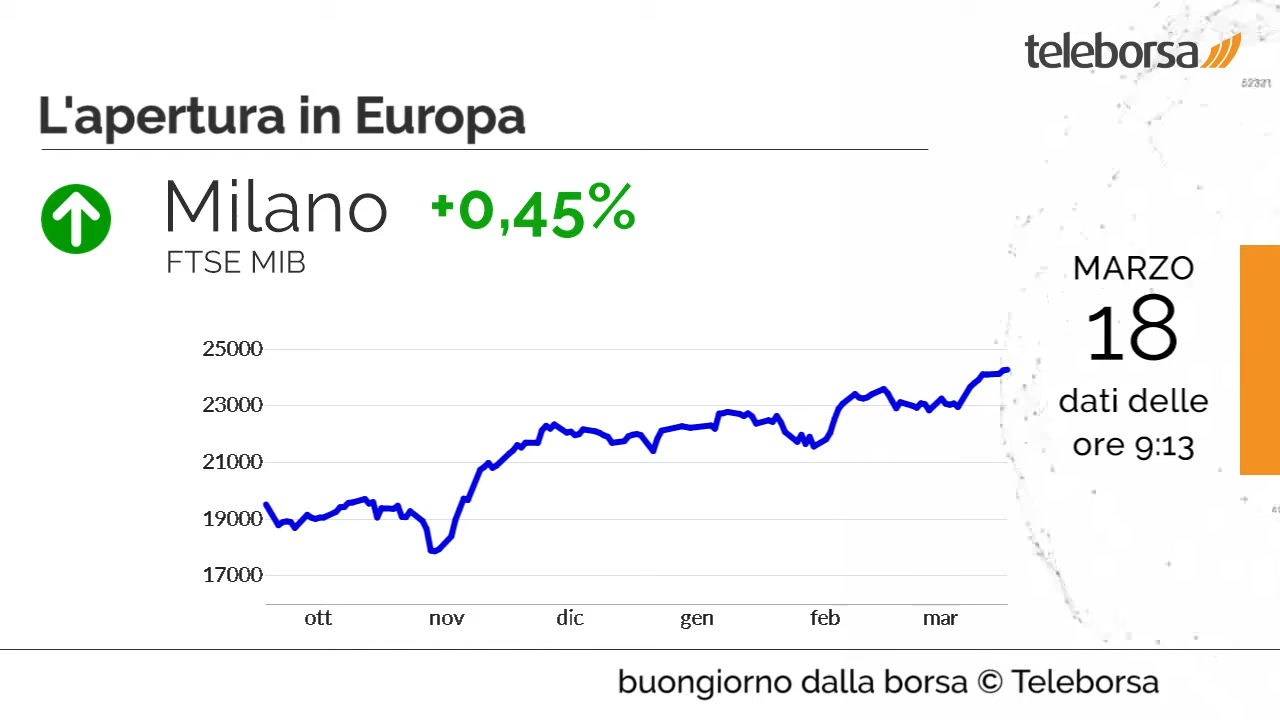 teleborsa
L'apertura in Europa
Milano +0,45%
FTSE MIB
MARZO
18
dati delle
ore 9:13
25000
23000
21000
19000
17000
ott nov dic gen feb mar
buongiorno dalla borsa © Teleborsa